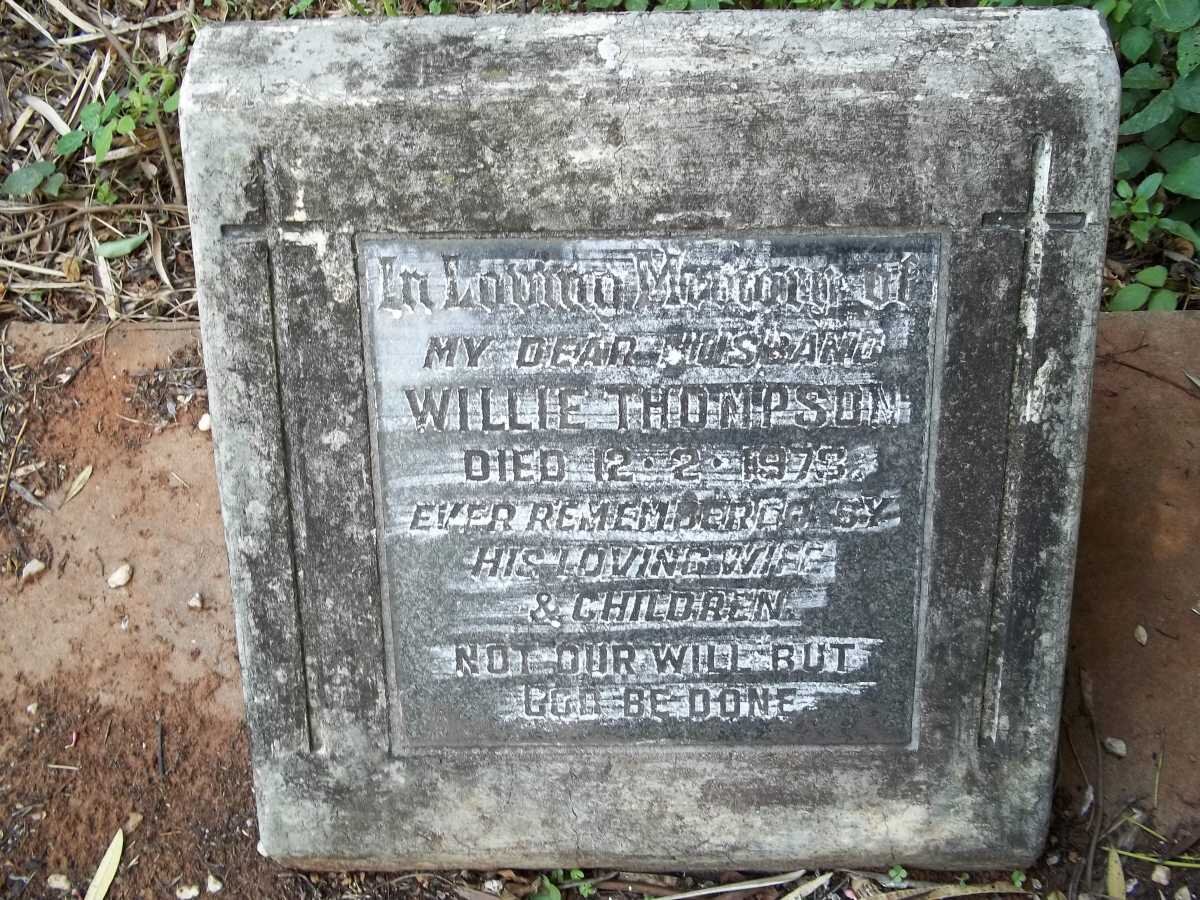 In Loving Memory of
MY DEAR HUSBAND
WILLIE THOMPSON
DIED 12·2·1973.
EVER REMEMBERED BY
HIS LOVING WIFE
& CHILDREN.
NOT OUR WILL BUT
GOD BE DONE